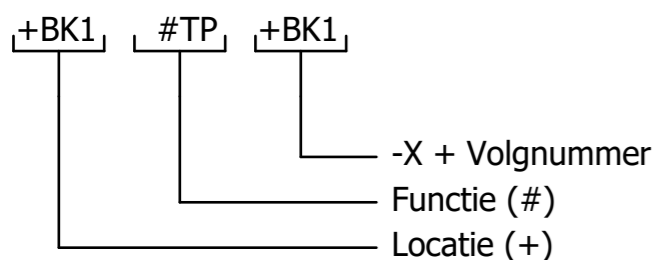 +BK1 #TP +BK1
-X + Volgnummer
Functie (#)
Locatie (+)